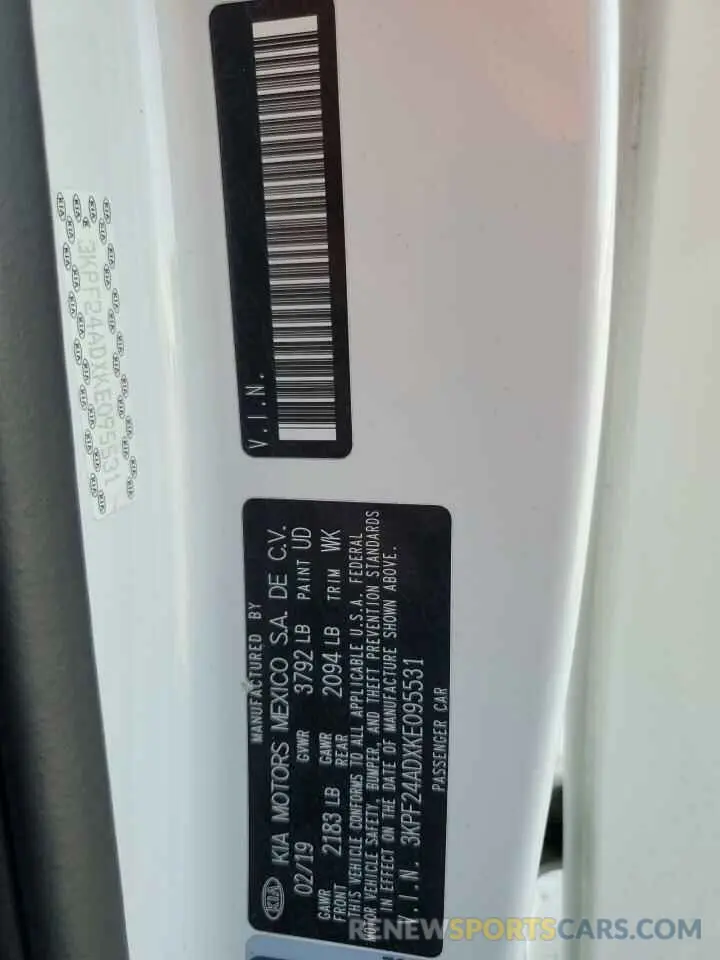 V.I.N.
3KPF24ADXKE095531
MANUFACTURED BY
KIA KIA MOTORS MEXICO S.A. DE C.V.
02/19 GVWR 3792 LB PAINT UD
GAWR FRONT 2183 LB GAWR REAR 2094 LB TRIM WK
THIS VEHICLE CONFORMS TO ALL APPLICABLE U.S.A. FEDERAL
MOTOR VEHICLE SAFETY, BUMPER, AND THEFT PREVENTION STANDARDS
IN EFFECT ON THE DATE OF MANUFACTURE SHOWN ABOVE.
V.I.N. 3KPF24ADXKE095531
PASSENGER CAR
RENEWSPORTSCARS.COM